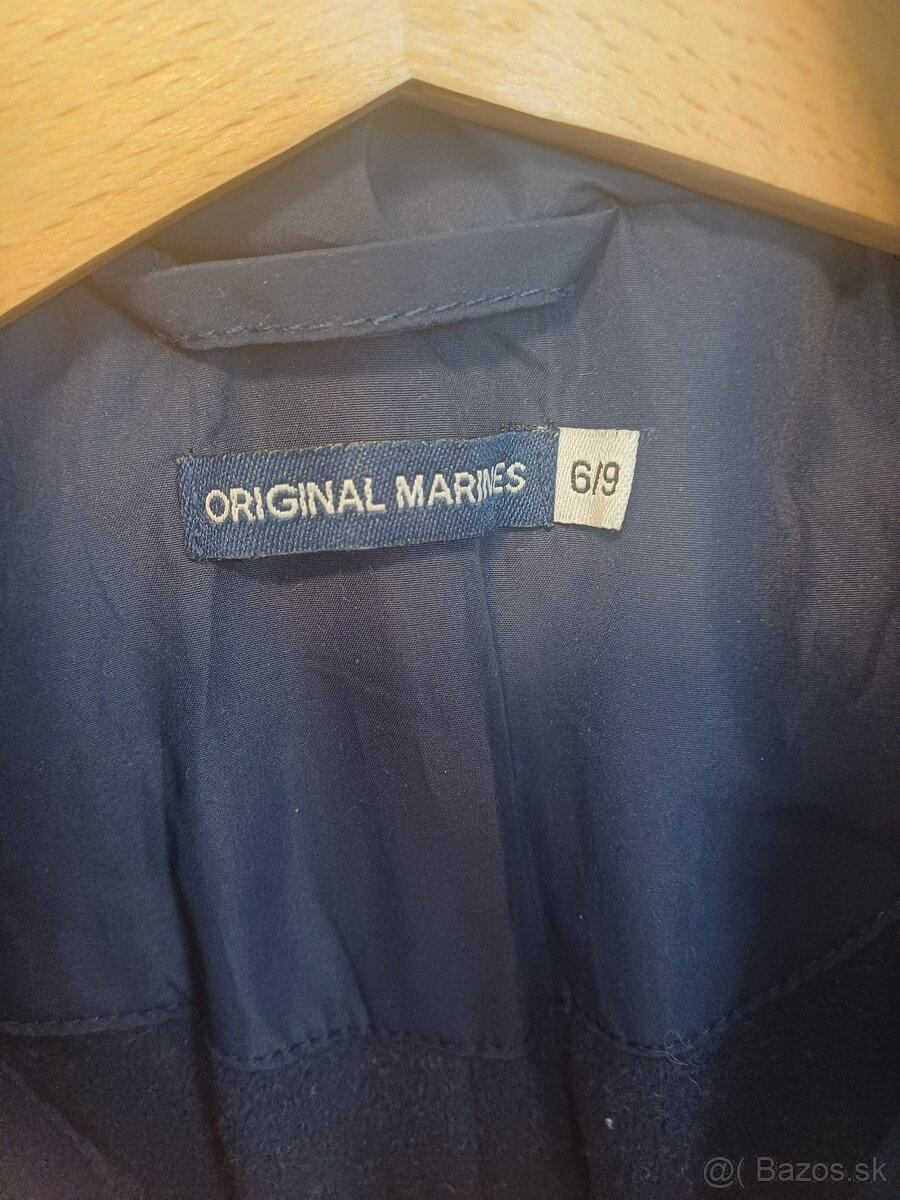 ORIGINAL MARINES
6/9
@( Bazos.sk